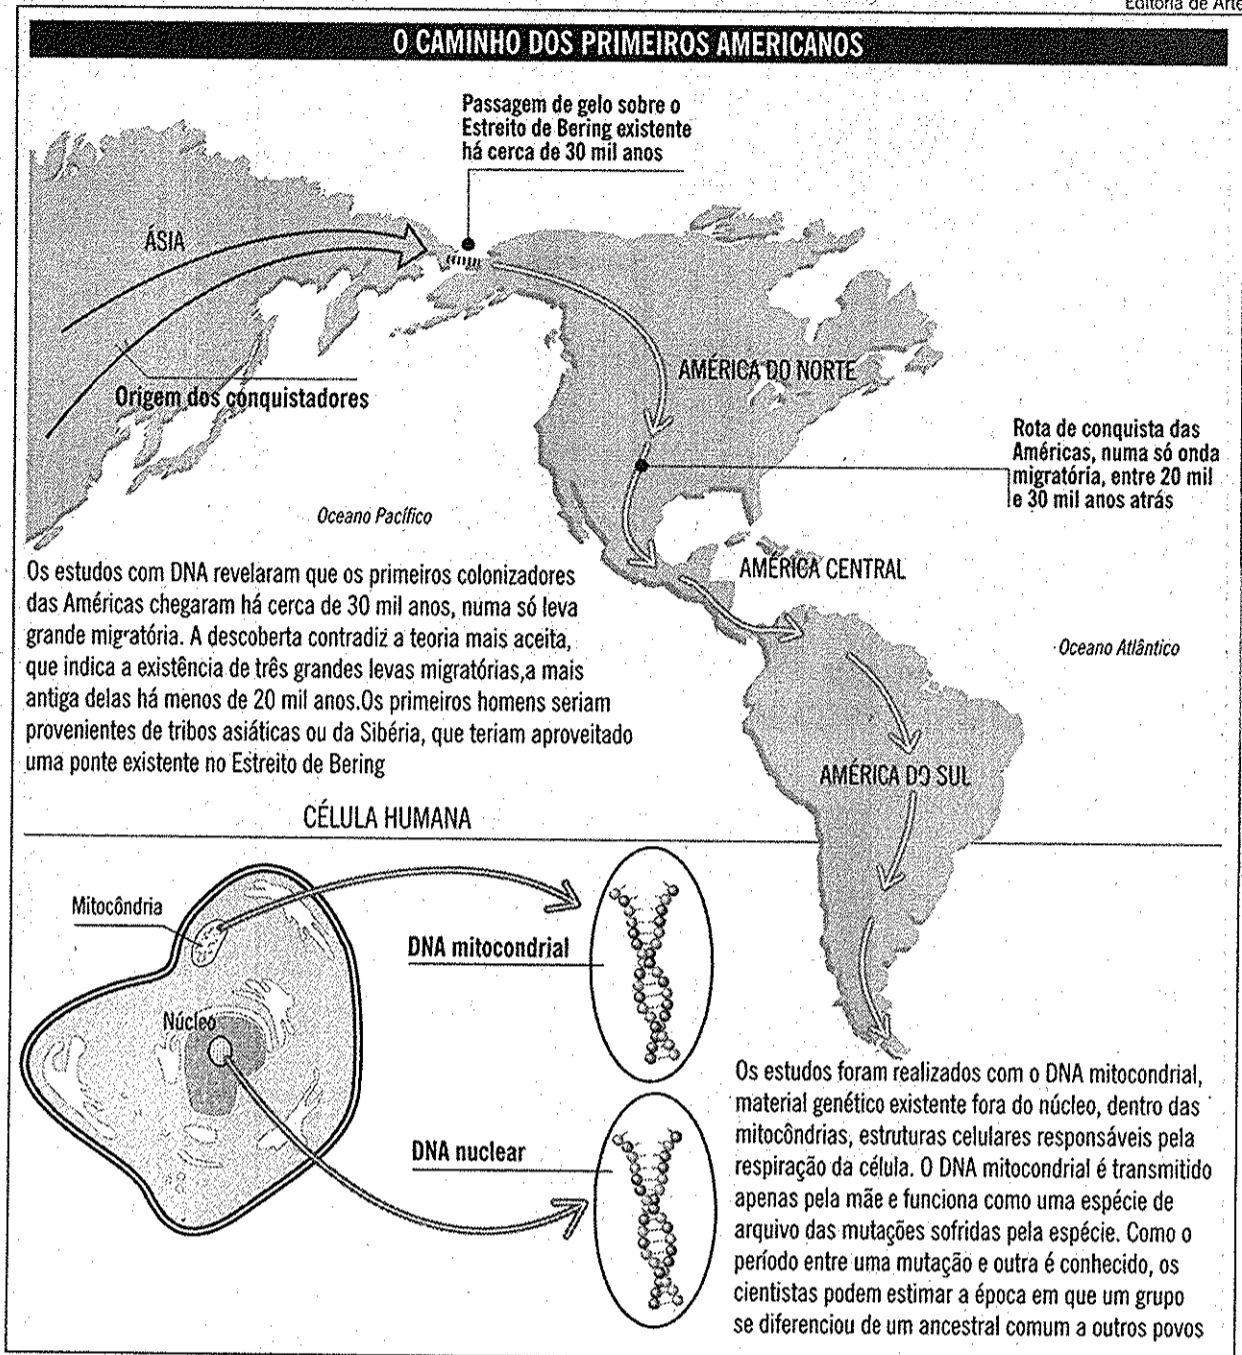 Editoria de Arte
O CAMINHO DOS PRIMEIROS AMERICANOS
Passagem de gelo sobre o
Estreito de Bering existente
há cerca de 30 mil anos
ÁSIA
AMÉRICA DO NORTE
Origem dos conquistadores
Rota de conquista das
Américas, numa só onda
migratória, entre 20 mil
e 30 mil anos atrás
Oceano Pacífico
AMÉRICA CENTRAL
Oceano Atlântico
Os estudos com DNA revelaram que os primeiros colonizadores
das Américas chegaram há cerca de 30 mil anos, numa só leva
grande migratória. A descoberta contradiz a teoria mais aceita,
que indica a existência de três grandes levas migratórias,a mais
antiga delas há menos de 20 mil anos.Os primeiros homens seriam
provenientes de tribos asiáticas ou da Sibéria, que teriam aproveitado
uma ponte existente no Estreito de Bering
AMÉRICA DO SUL
CÉLULA HUMANA
Mitocôndria
DNA mitocondrial
Núcleo
DNA nuclear
Os estudos foram realizados com o DNA mitocondrial,
material genético existente fora do núcleo, dentro das
mitocôndrias, estruturas celulares responsáveis pela
respiração da célula. O DNA mitocondrial é transmitido
apenas pela mãe e funciona como uma espécie de
arquivo das mutações sofridas pela espécie. Como o
período entre uma mutação e outra é conhecido, os
cientistas podem estimar a época em que um grupo
se diferenciou de um ancestral comum a outros povos